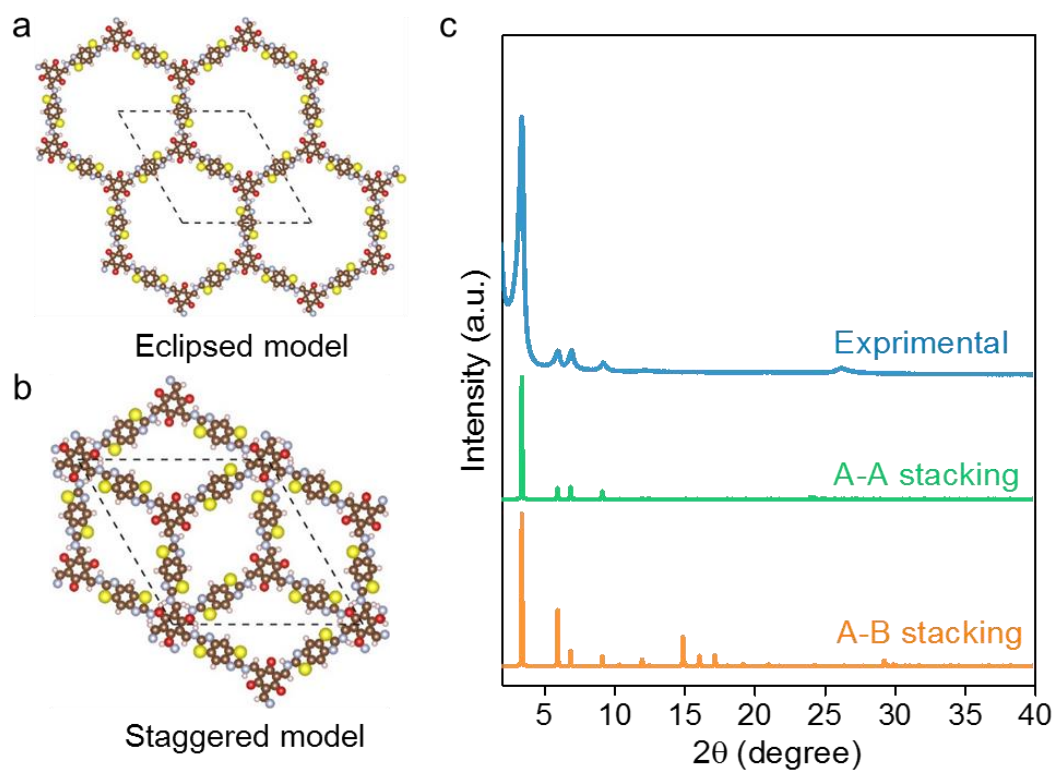 a
Eclipsed model
b
Staggered model
c
Intensity (a.u.)
Exprimental
A-A stacking
A-B stacking
5 10 15 20 25 30 35 40
2θ (degree)